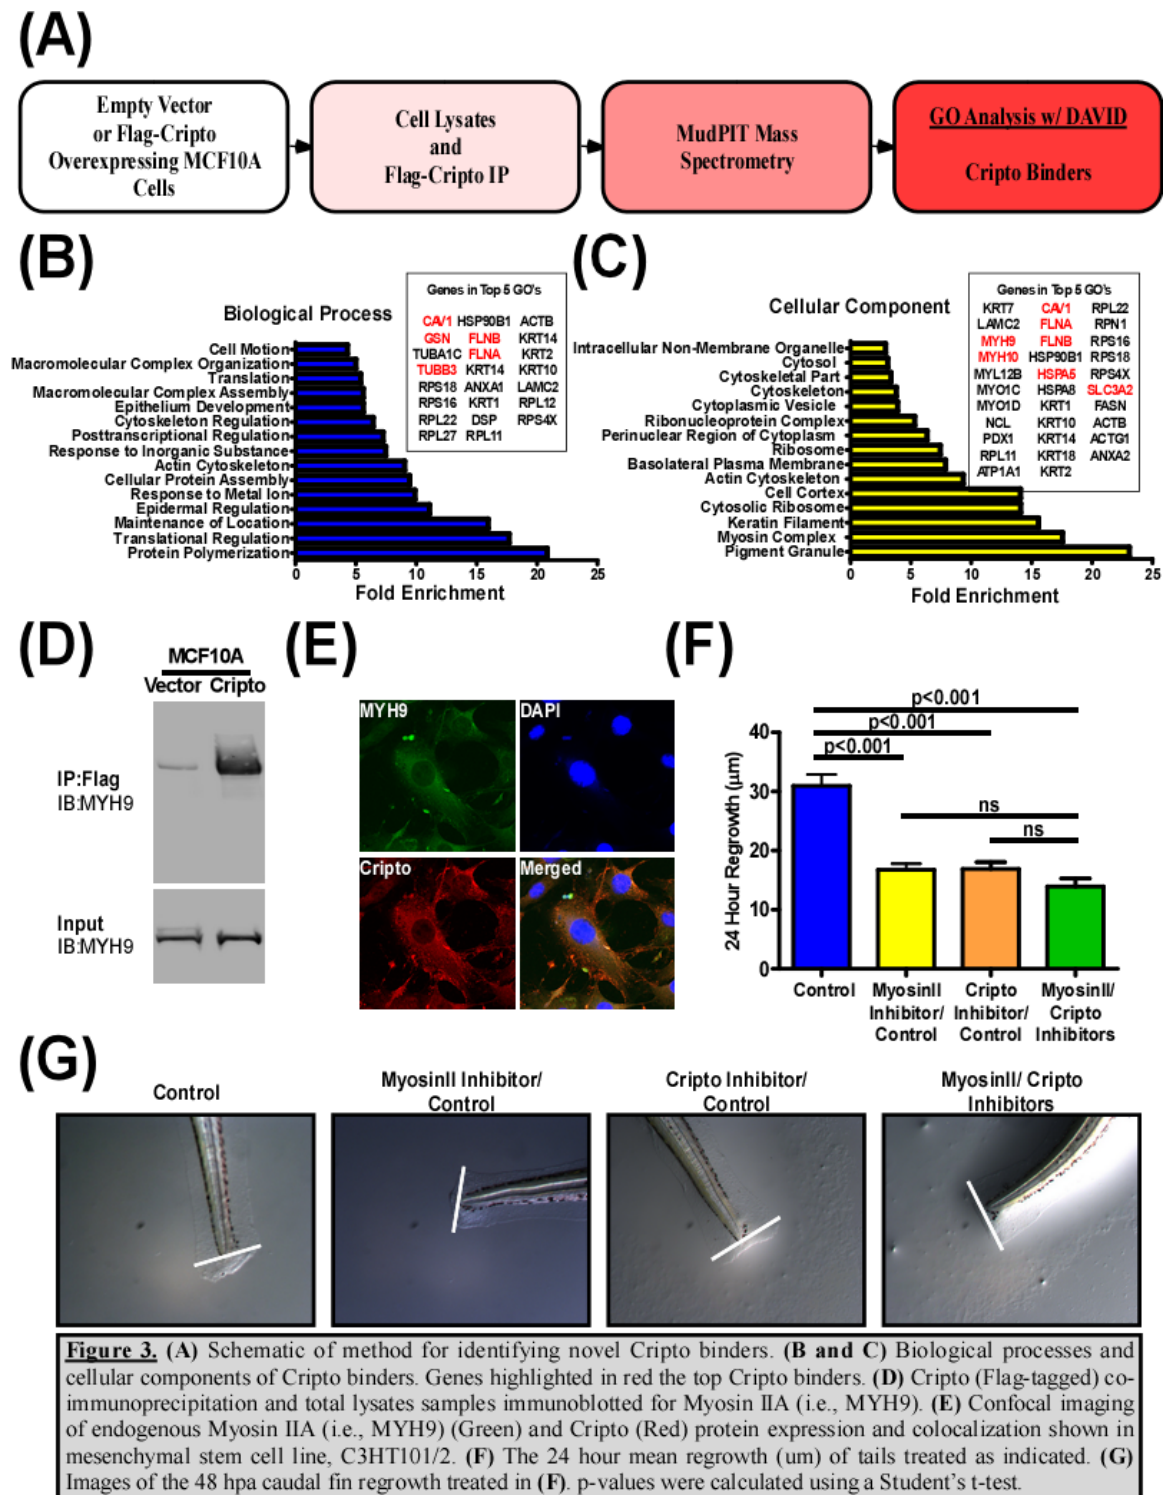 (A)
Empty Vector
or Flag-Cripto
Overexpressing MCF10A
Cells
Cell Lysates
and
Flag-Cripto IP
MudPIT Mass
Spectrometry
GO Analysis w/ DAVID
Cripto Binders
(B)
Biological Process
Genes in Top 5 GO's
CAV1 HSP90B1 ACTB
GSN FLNB KRT14
TUBA1C FLNA KRT2
TUBB3 KRT14 KRT10
RPS18 ANXA1 LAMC2
RPS16 KRT1 RPL12
RPL22 DSP RPS4X
RPL27 RPL11
Cell Motion
Macromolecular Complex Organization
Translation
Macromolecular Complex Assembly
Epithelium Development
Cytoskeleton Regulation
Posttranscriptional Regulation
Response to Inorganic Substance
Actin Cytoskeleton
Cellular Protein Assembly
Response to Metal Ion
Epidermal Regulation
Maintenance of Location
Translational Regulation
Protein Polymerization
0 5 10 15 20 25
Fold Enrichment
(C)
Cellular Component
Genes in Top 5 GO's
KRT7 CAV1 RPL22
LAMC2 FLNA RPN1
MYH9 FLNB RPS16
MYH10 HSP90B1 RPS18
MYL12B HSPA5 RPS4X
MYO1C HSPA8 SLC3A2
MYO1D KRT1 FASN
NCL KRT10 ACTB
PDX1 KRT14 ACTG1
RPL11 KRT18 ANXA2
ATP1A1 KRT2
Intracellular Non-Membrane Organelle
Cytosol
Cytoskeletal Part
Cytoskeleton
Cytoplasmic Vesicle
Ribonucleoprotein Complex
Perinuclear Region of Cytoplasm
Ribosome
Basolateral Plasma Membrane
Actin Cytoskeleton
Cell Cortex
Cytosolic Ribosome
Keratin Filament
Myosin Complex
Pigment Granule
0 5 10 15 20 25
Fold Enrichment
(D)
MCF10A
Vector Cripto
IP:Flag
IB:MYH9
Input
IB:MYH9
(E)
MYH9
DAPI
Cripto
Merged
(F)
p<0.001
p<0.001
p<0.001
ns
ns
24 Hour Regrowth (μm)
40
30
20
10
0
Control
MyosinII
Inhibitor/
Control
Cripto
Inhibitor/
Control
MyosinII/
Cripto
Inhibitors
(G)
Control
MyosinII Inhibitor/
Control
Cripto Inhibitor/
Control
MyosinII/ Cripto
Inhibitors
Figure 3. (A) Schematic of method for identifying novel Cripto binders. (B and C) Biological processes and
cellular components of Cripto binders. Genes highlighted in red the top Cripto binders. (D) Cripto (Flag-tagged) co-
immunoprecipitation and total lysates samples immunoblotted for Myosin IIA (i.e., MYH9). (E) Confocal imaging
of endogenous Myosin IIA (i.e., MYH9) (Green) and Cripto (Red) protein expression and colocalization shown in
mesenchymal stem cell line, C3HT101/2. (F) The 24 hour mean regrowth (um) of tails treated as indicated. (G)
Images of the 48 hpa caudal fin regrowth treated in (F). p-values were calculated using a Student's t-test.